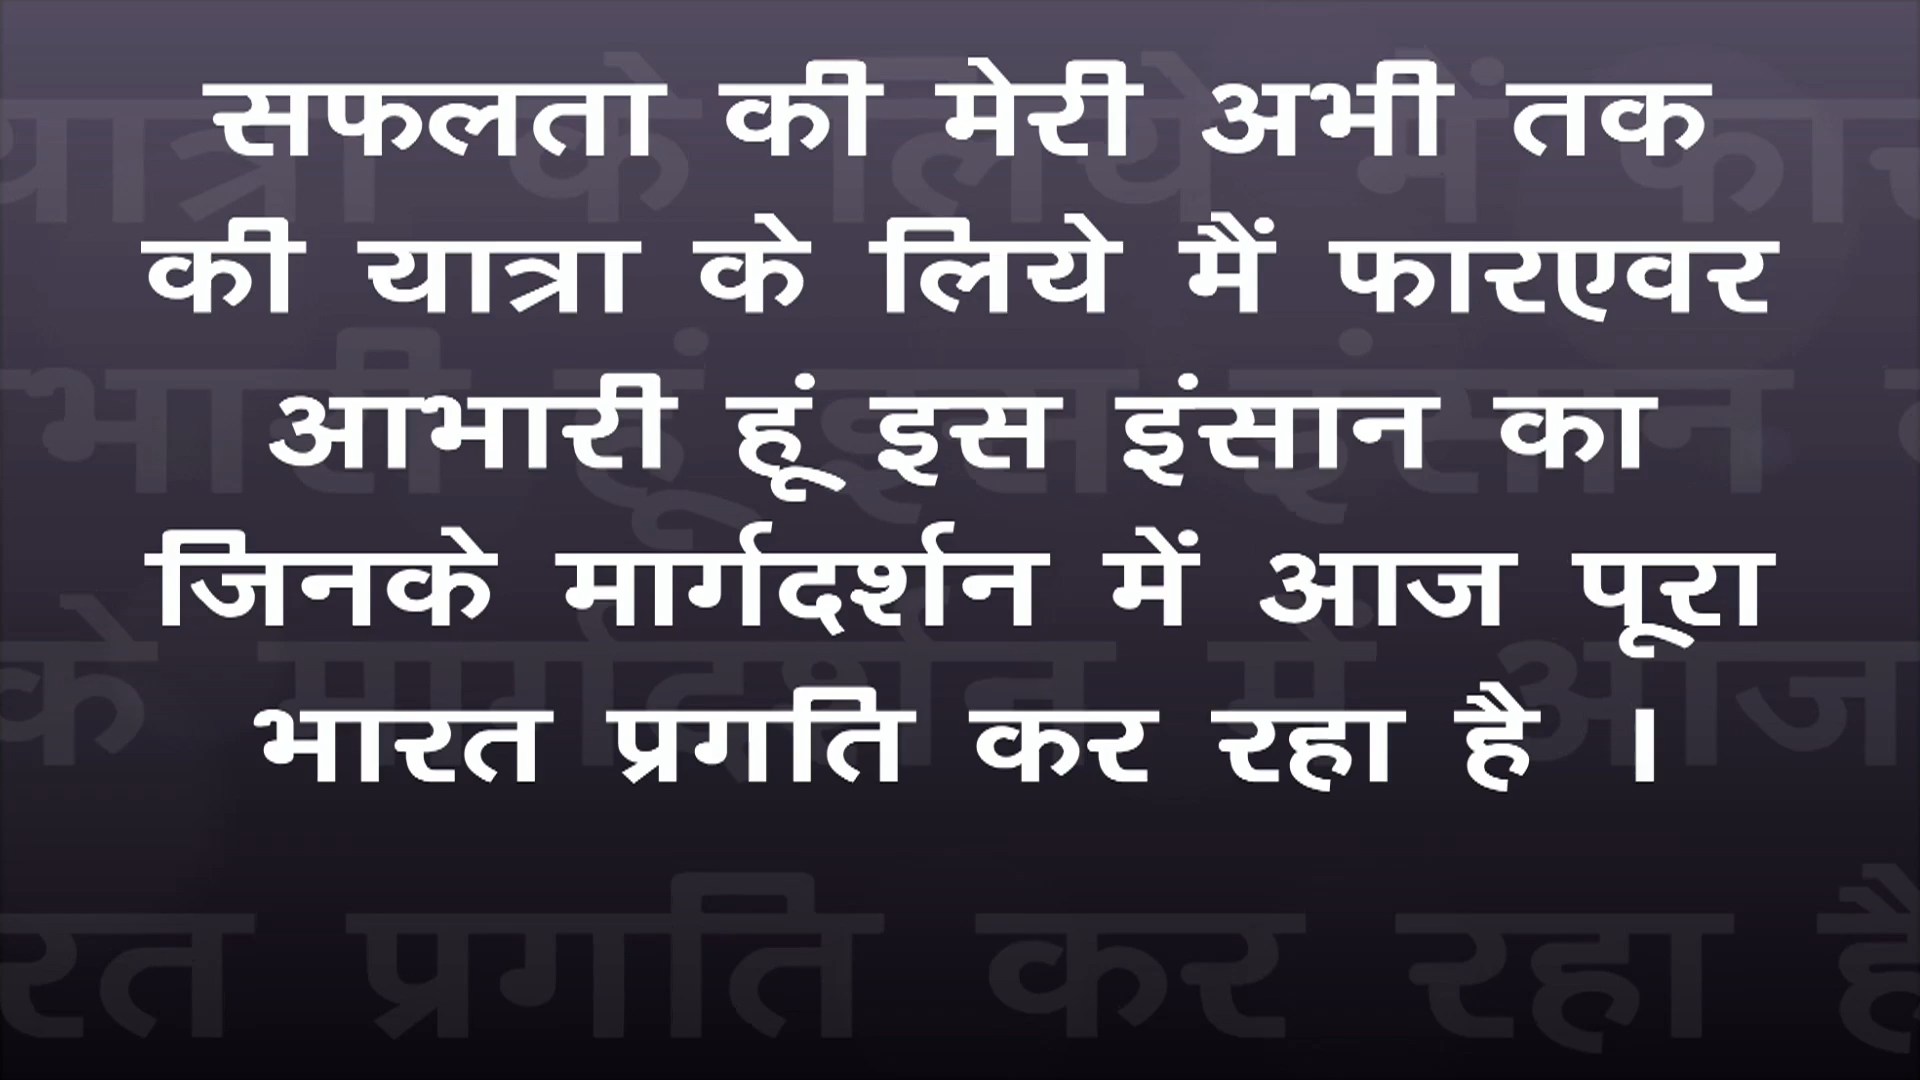 सफलता की मेरी अभी तक
की यात्रा के लिये मैं फारएवर
आभारी हूं इस इंसान का
जिनके मार्गदर्शन में आज पूरा
भारत प्रगति कर रहा है ।